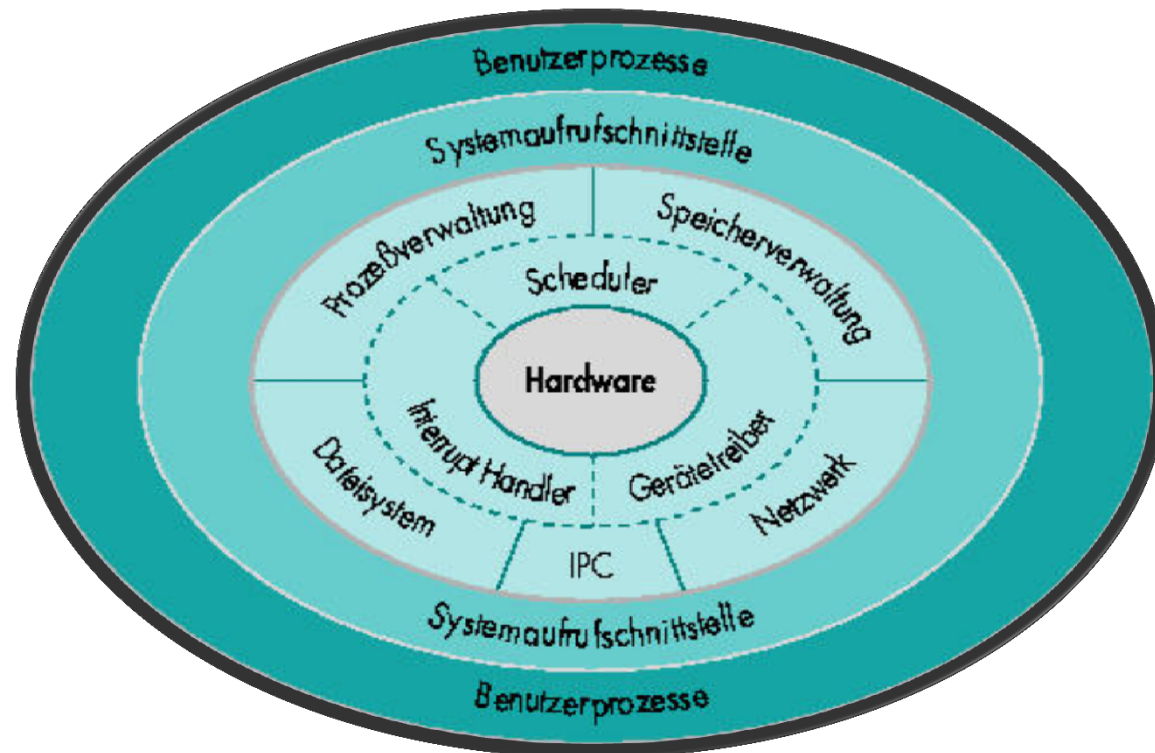 Benutzerprozesse
Systemaufrufschnittstelle
Prozeßverwaltung
Speicherverwaltung
Scheduler
Hardware
Interrupt Handler
Gerätetreiber
Dateisystem
Netzwerk
IPC
Systemaufrufschnittstelle
Benutzerprozesse